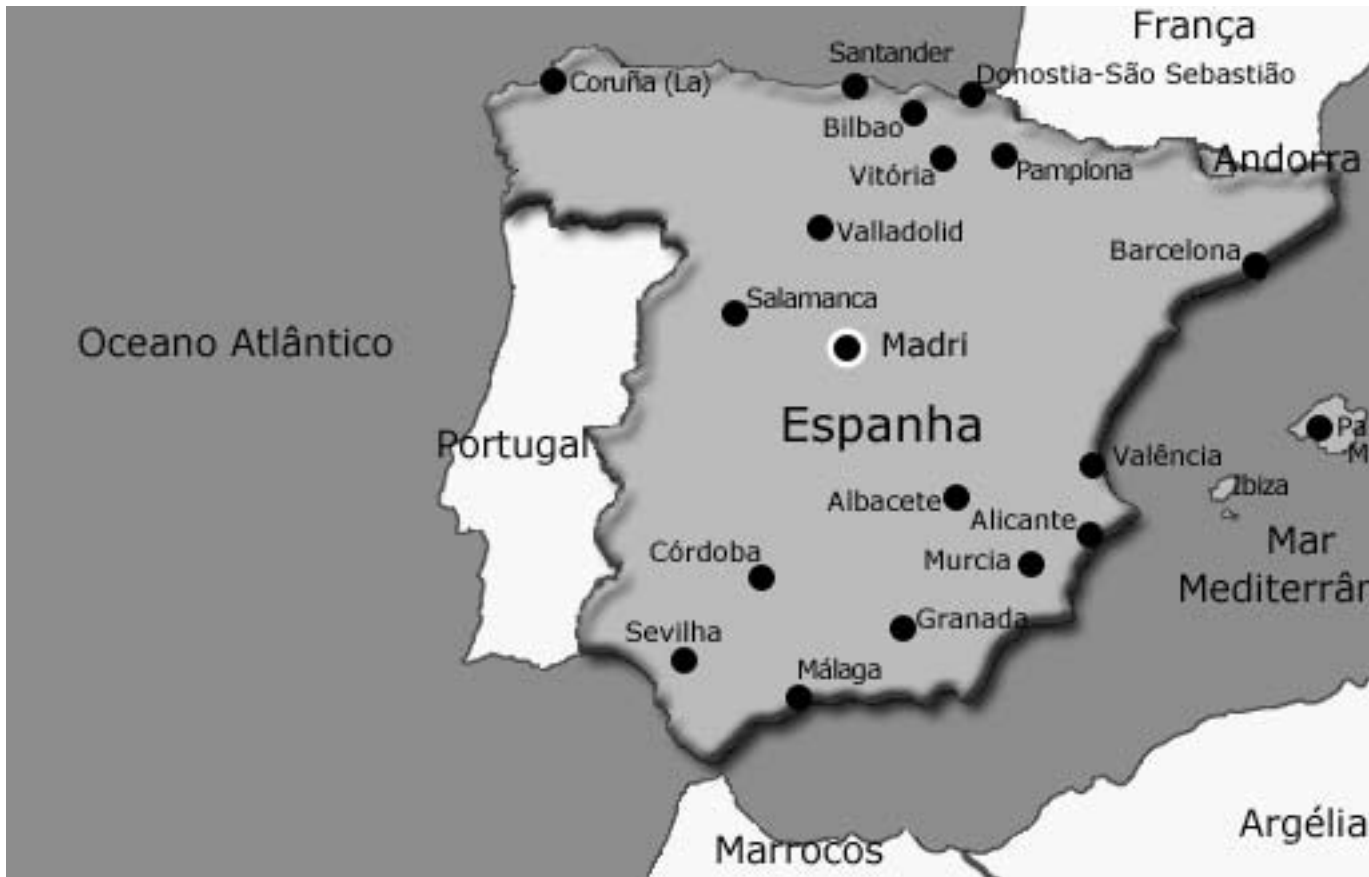 França
Santander
Donostia-São Sebastião
Coruña (La)
Bilbao
Andorra
Vitória
Pamplona
Valladolid
Barcelona
Salamanca
Oceano Atlântico
Madri
Espanha
Portugal
Pa
M
Valência
Ibiza
Albacete
Alicante
Mar
Mediterrân
Córdoba
Murcia
Granada
Sevilha
Málaga
Argélia
Marrocos